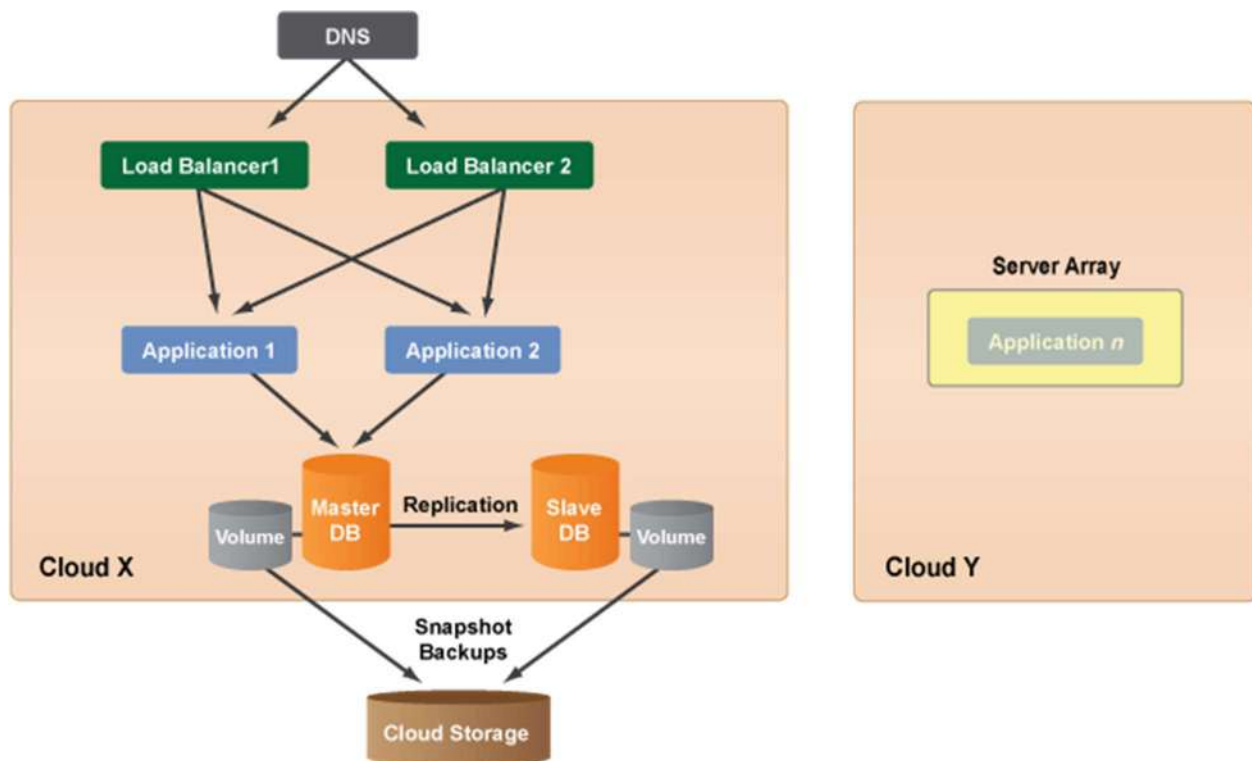 DNS
Load Balancer1
Load Balancer 2
Server Array
Application 1
Application 2
Application n
Master
DB
Replication
Slave
DB
Volume
Volume
Cloud X
Cloud Y
Snapshot
Backups
Cloud Storage